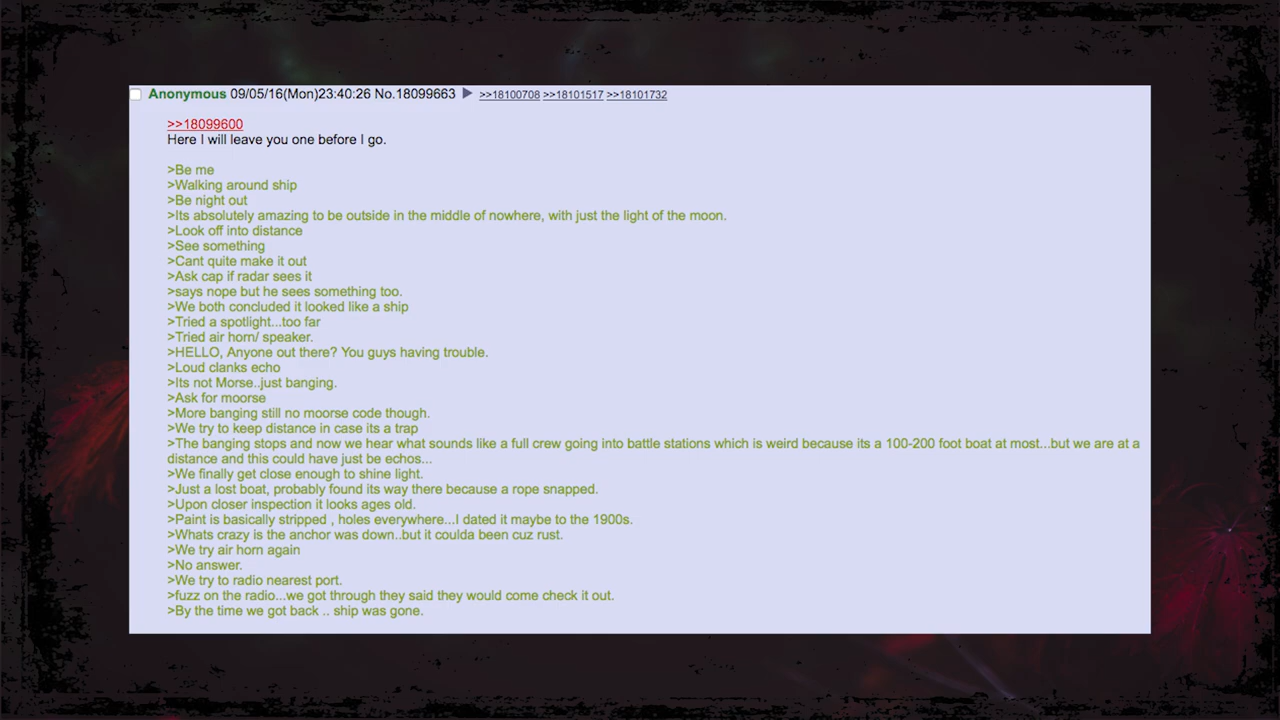 Anonymous 09/05/16(Mon)23:40:26 No.18099663 ▶ >>18100708 >>18101517 >>18101732
>>18099600
Here I will leave you one before I go.
>Be me
>Walking around ship
>Be night out
>Its absolutely amazing to be outside in the middle of nowhere, with just the light of the moon.
>Look off into distance
>See something
>Cant quite make it out
>Ask cap if radar sees it
>says nope but he sees something too.
>We both concluded it looked like a ship
>Tried a spotlight...too far
>Tried air horn/ speaker.
>HELLO, Anyone out there? You guys having trouble.
>Loud clanks echo
>Its not Morse..just banging.
>Ask for moorse
>More banging still no moorse code though.
>We try to keep distance in case its a trap
>The banging stops and now we hear what sounds like a full crew going into battle stations which is weird because its a 100-200 foot boat at most...but we are at a
distance and this could have just be echos...
>We finally get close enough to shine light.
>Just a lost boat, probably found its way there because a rope snapped.
>Upon closer inspection it looks ages old.
>Paint is basically stripped , holes everywhere...I dated it maybe to the 1900s.
>Whats crazy is the anchor was down..but it coulda been cuz rust.
>We try air horn again
>No answer.
>We try to radio nearest port.
>fuzz on the radio...we got through they said they would come check it out.
>By the time we got back .. ship was gone.